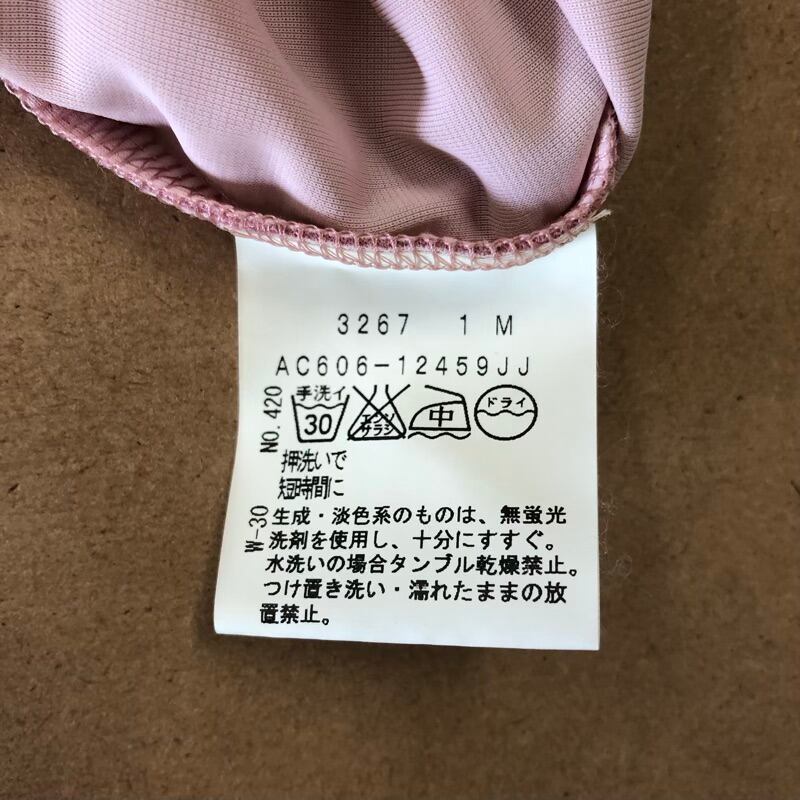 3267 1 M
AC606-12459JJ
NO.420
手洗イ
30
エンソ
サラシ
中
ドライ
押洗いで
短時間に
W-30
生成・淡色系のものは、無蛍光
洗剤を使用し、十分にすすぐ。
水洗いの場合タンブル乾燥禁止。
つけ置き洗い・濡れたままの放
置禁止。